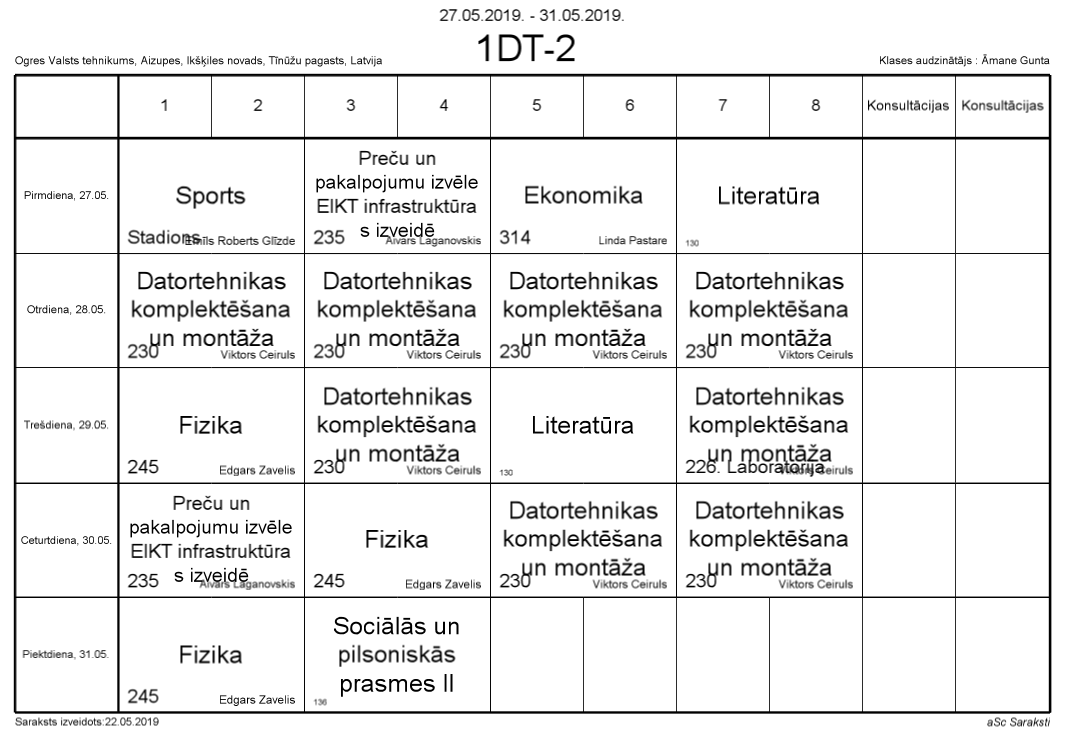 27.05.2019. - 31.05.2019.
1DT-2
Ogres Valsts tehnikums, Aizupes, Ikšķiles novads, Tīnūžu pagasts, Latvija
Klases audzinātājs : Āmane Gunta
1 2 3 4 5 6 7 8 Konsultācijas Konsultācijas
Pirmdiena, 27.05.
Sports
Stadions
Emīls Roberts Glīzde
Preču un
pakalpojumu izvēle
EIKT infrastruktūra
s izveidē
235
Aivars Laganovskis
Ekonomika
314
Linda Pastare
Literatūra
130
Otrdiena, 28.05.
Datortehnikas
komplektēšana
un montāža
230
Viktors Ceiruls
Datortehnikas
komplektēšana
un montāža
230
Viktors Ceiruls
Datortehnikas
komplektēšana
un montāža
230
Viktors Ceiruls
Datortehnikas
komplektēšana
un montāža
230
Viktors Ceiruls
Trešdiena, 29.05.
Fizika
245
Edgars Zavelis
Datortehnikas
komplektēšana
un montāža
230
Viktors Ceiruls
Literatūra
130
Datortehnikas
komplektēšana
un montāža
226. Laboratorija
Viktors Ceiruls
Ceturtdiena, 30.05.
Preču un
pakalpojumu izvēle
EIKT infrastruktūra
s izveidē
235
Aivars Laganovskis
Fizika
245
Edgars Zavelis
Datortehnikas
komplektēšana
un montāža
230
Viktors Ceiruls
Datortehnikas
komplektēšana
un montāža
230
Viktors Ceiruls
Piektdiena, 31.05.
Fizika
245
Edgars Zavelis
Sociālās un
pilsoniskās
prasmes II
136
Saraksts izveidots:22.05.2019
aSc Saraksti